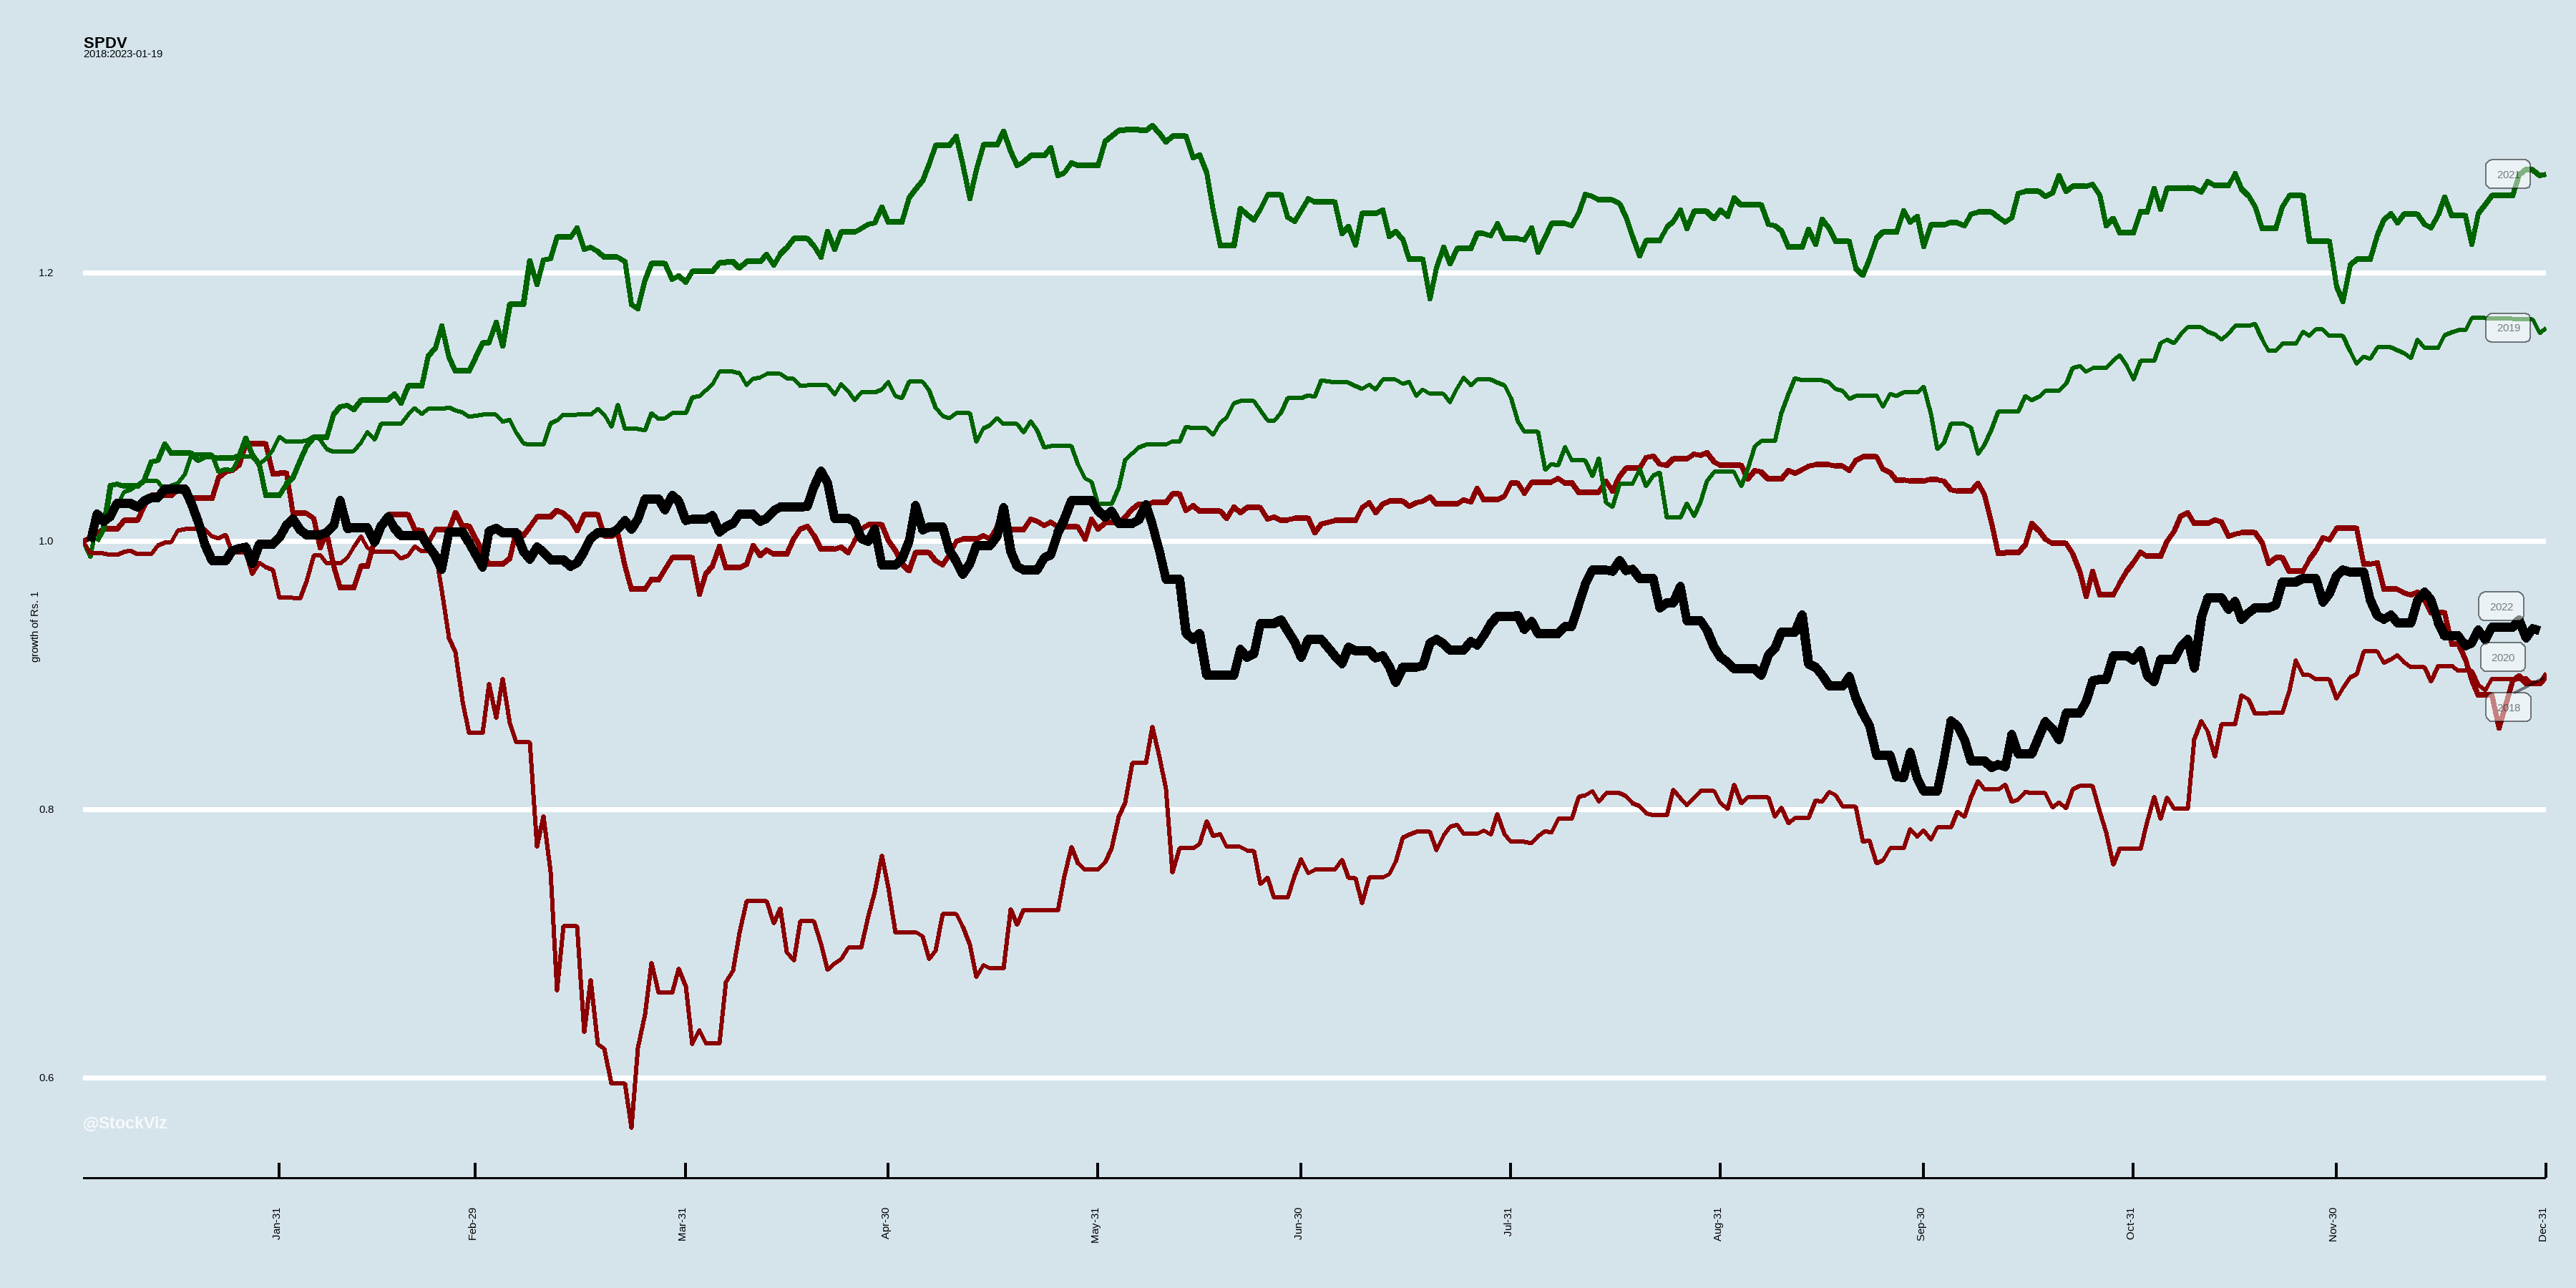 SPDV
2018:2023-01-19
2021
1.2
2019
1.0
growth of Rs. 1
2022
2020
2018
0.8
0.6
@StockViz
Jan-31
Feb-29
Mar-31
Apr-30
May-31
Jun-30
Jul-31
Aug-31
Sep-30
Oct-31
Nov-30
Dec-31